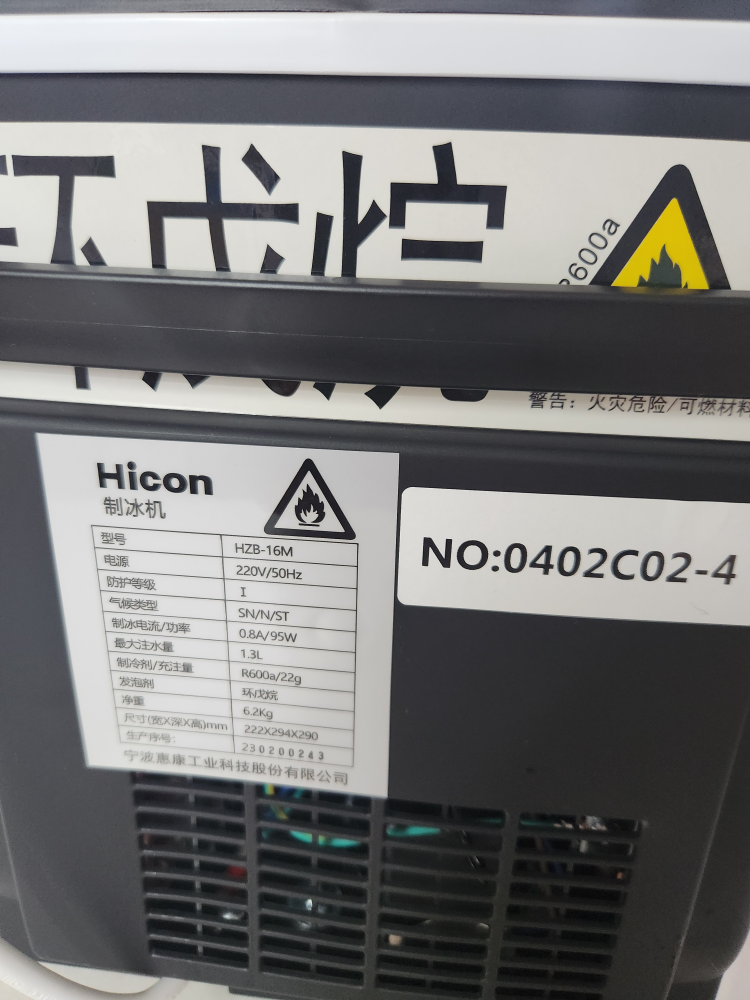 环戊烷
R600a
警告：火灾危险/可燃材料
Hicon
制冰机
NO:0402C02-4
型号 HZB-16M
电源 220V/50Hz
防护等级 I
气候类型 SN/N/ST
制冰电流/功率 0.8A/95W
最大注水量 1.3L
制冷剂/充注量 R600a/22g
发泡剂 环戊烷
净重 6.2Kg
尺寸(宽X深X高)mm 222X294X290
生产序号: 230200243
宁波惠康工业科技股份有限公司